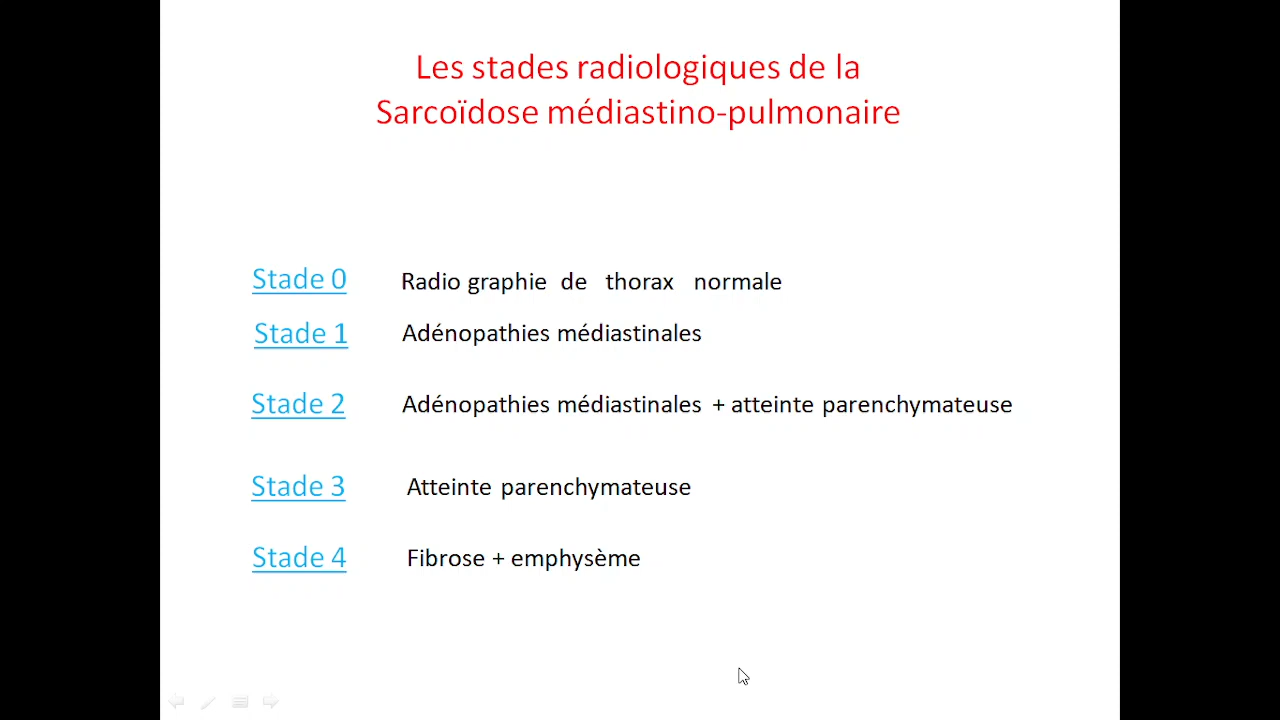 Les stades radiologiques de la
Sarcoïdose médiastino-pulmonaire
Stade 0 Radio graphie de thorax normale
Stade 1 Adénopathies médiastinales
Stade 2 Adénopathies médiastinales + atteinte parenchymateuse
Stade 3 Atteinte parenchymateuse
Stade 4 Fibrose + emphysème